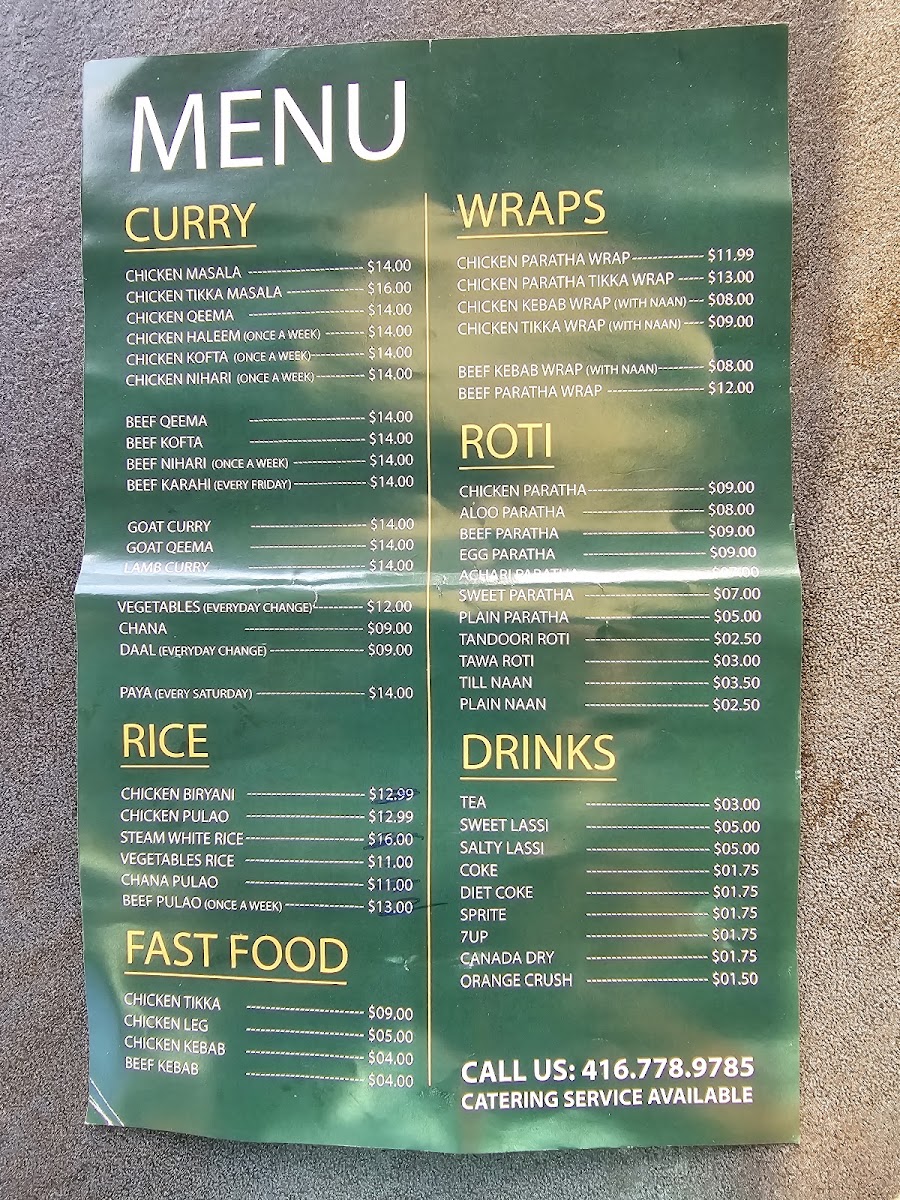 MENU
CURRY
CHICKEN MASALA $14.00
CHICKEN TIKKA MASALA $16.00
CHICKEN QEEMA $14.00
CHICKEN HALEEM (ONCE A WEEK) $14.00
CHICKEN KOFTA (ONCE A WEEK) $14.00
CHICKEN NIHARI (ONCE A WEEK) $14.00
BEEF QEEMA $14.00
BEEF KOFTA $14.00
BEEF NIHARI (ONCE A WEEK) $14.00
BEEF KARAHI (EVERY FRIDAY) $14.00
GOAT CURRY $14.00
GOAT QEEMA $14.00
LAMB CURRY $14.00
VEGETABLES (EVERYDAY CHANGE) $12.00
CHANA $09.00
DAAL (EVERYDAY CHANGE) $09.00
PAYA (EVERY SATURDAY) $14.00
RICE
CHICKEN BIRYANI $12.99
CHICKEN PULAO $12.99
STEAM WHITE RICE $16.00
VEGETABLES RICE $11.00
CHANA PULAO $11.00
BEEF PULAO (ONCE A WEEK) $13.00
FAST FOOD
CHICKEN TIKKA $09.00
CHICKEN LEG $05.00
CHICKEN KEBAB $04.00
BEEF KEBAB $04.00
WRAPS
CHICKEN PARATHA WRAP $11.99
CHICKEN PARATHA TIKKA WRAP $13.00
CHICKEN KEBAB WRAP (WITH NAAN) $08.00
CHICKEN TIKKA WRAP (WITH NAAN) $09.00
BEEF KEBAB WRAP (WITH NAAN) $08.00
BEEF PARATHA WRAP $12.00
ROTI
CHICKEN PARATHA $09.00
ALOO PARATHA $08.00
BEEF PARATHA $09.00
EGG PARATHA $09.00
ACHARI PARATHA $07.00
SWEET PARATHA $07.00
PLAIN PARATHA $05.00
TANDOORI ROTI $02.50
TAWA ROTI $03.00
TILL NAAN $03.50
PLAIN NAAN $02.50
DRINKS
TEA $03.00
SWEET LASSI $05.00
SALTY LASSI $05.00
COKE $01.75
DIET COKE $01.75
SPRITE $01.75
7UP $01.75
CANADA DRY $01.75
ORANGE CRUSH $01.50
CALL US: 416.778.9785
CATERING SERVICE AVAILABLE